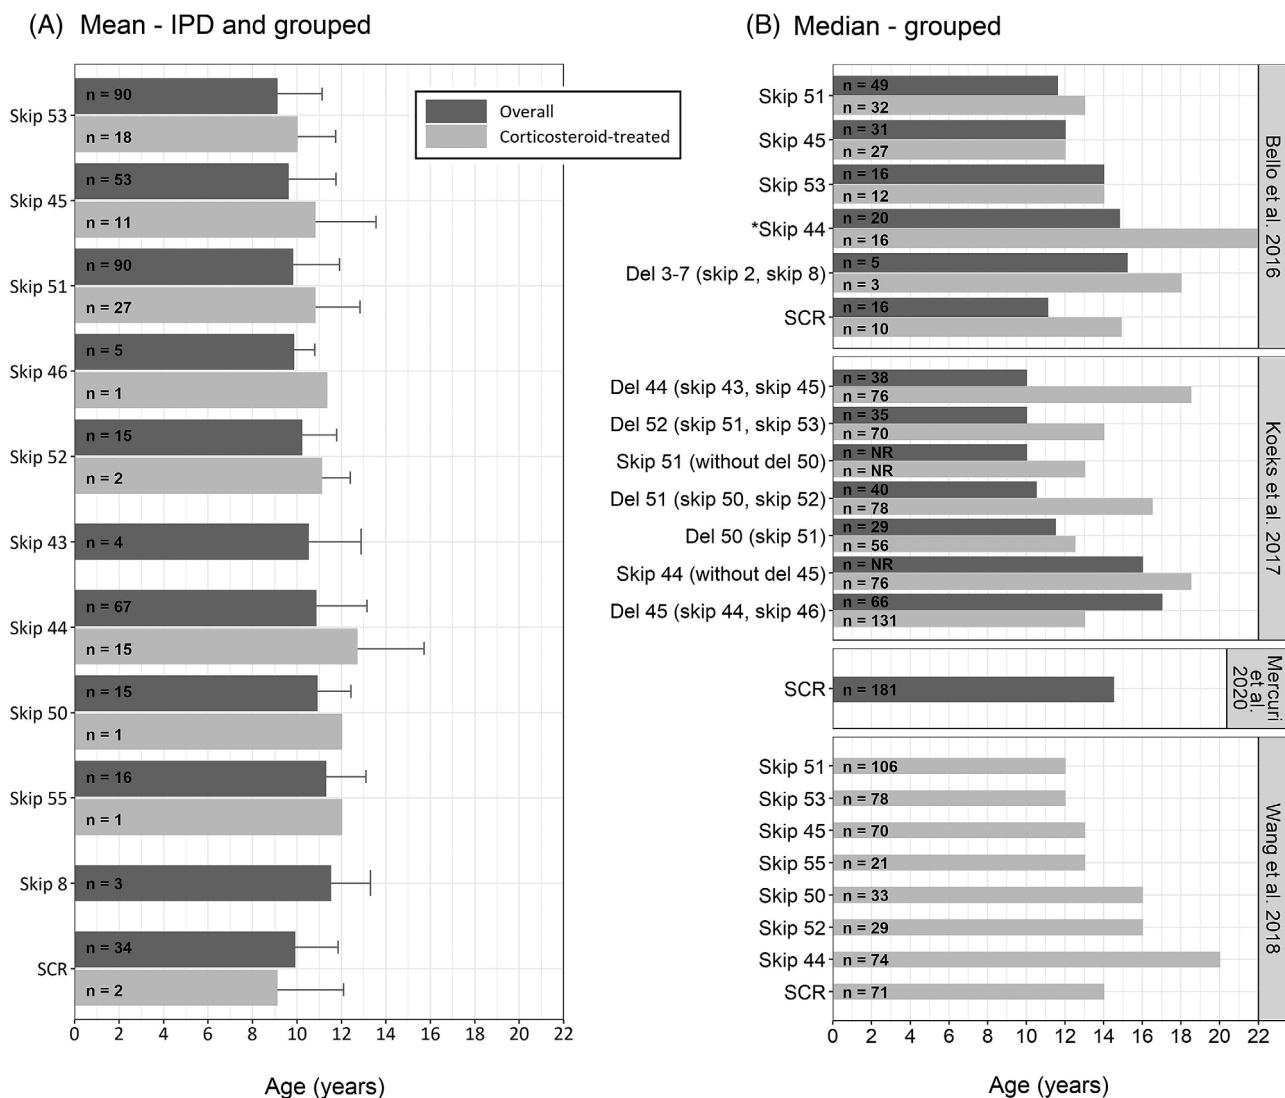 (A) Mean - IPD and grouped
Overall
Corticosteroid-treated
Skip 53
n = 90
n = 18
Skip 45
n = 53
n = 11
Skip 51
n = 90
n = 27
Skip 46
n = 5
n = 1
Skip 52
n = 15
n = 2
Skip 43
n = 4
Skip 44
n = 67
n = 15
Skip 50
n = 15
n = 1
Skip 55
n = 16
n = 1
Skip 8
n = 3
SCR
n = 34
n = 2
0 2 4 6 8 10 12 14 16 18 20 22
Age (years)
(B) Median - grouped
Skip 51
n = 49
n = 32
Skip 45
n = 31
n = 27
Skip 53
n = 16
n = 12
*Skip 44
n = 20
n = 16
Del 3-7 (skip 2, skip 8)
n = 5
n = 3
SCR
n = 16
n = 10
Bello et al. 2016
Del 44 (skip 43, skip 45)
n = 38
n = 76
Del 52 (skip 51, skip 53)
n = 35
n = 70
Skip 51 (without del 50)
n = NR
n = NR
Del 51 (skip 50, skip 52)
n = 40
n = 78
Del 50 (skip 51)
n = 29
n = 56
Skip 44 (without del 45)
n = NR
n = 76
Del 45 (skip 44, skip 46)
n = 66
n = 131
Koeks et al. 2017
SCR
n = 181
Mercuri
et al.
2020
Skip 51
n = 106
Skip 53
n = 78
Skip 45
n = 70
Skip 55
n = 21
Skip 50
n = 33
Skip 52
n = 29
Skip 44
n = 74
SCR
n = 71
Wang et al. 2018
0 2 4 6 8 10 12 14 16 18 20 22
Age (years)